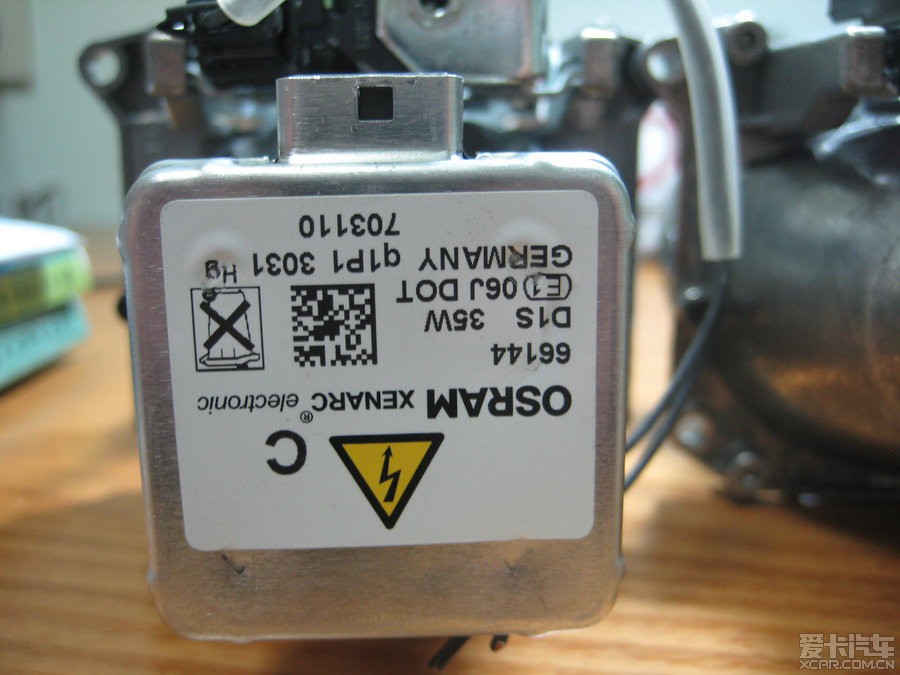 C
OSRAM XENARC® electronic
66144
D1S 35W
(E1) 06J DOT
GERMANY q1P1 3031
703110
Hg
爱卡汽车
XCAR.COM.CN